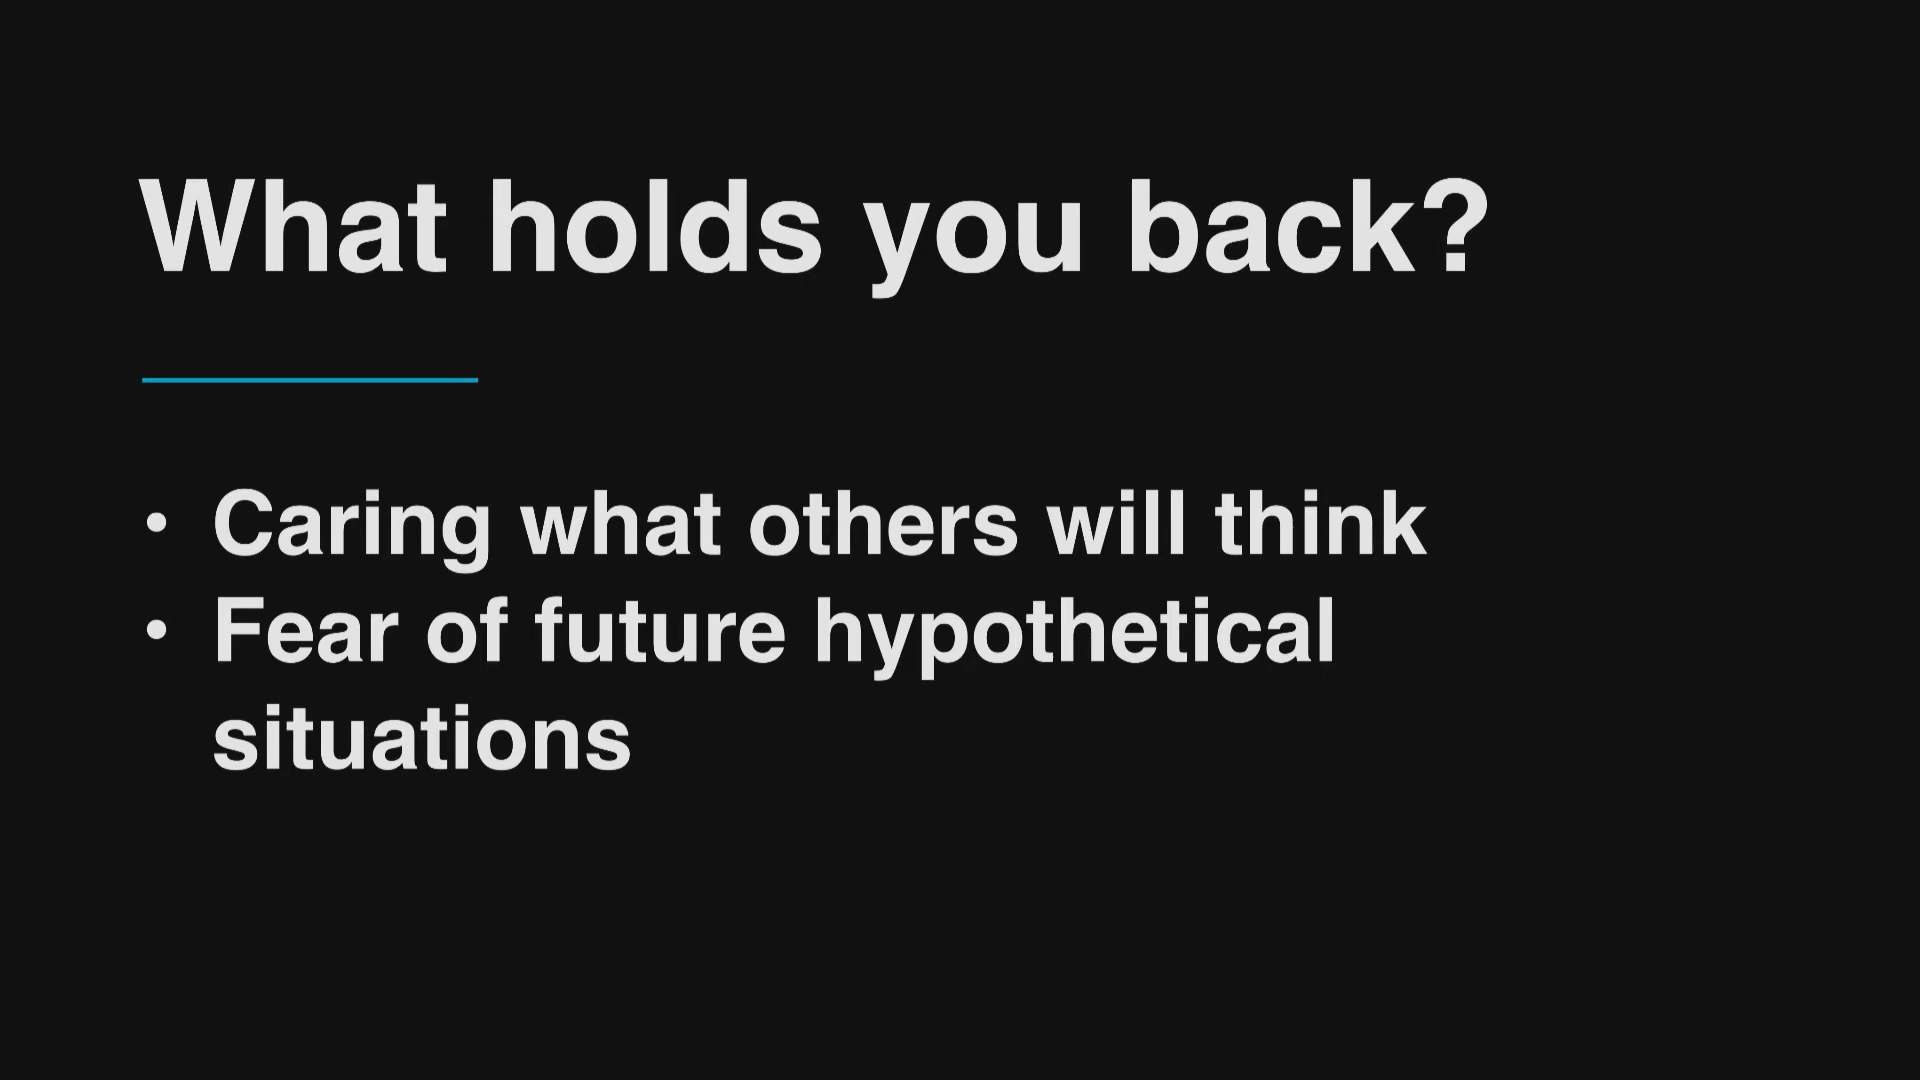 What holds you back?
• Caring what others will think
• Fear of future hypothetical
situations